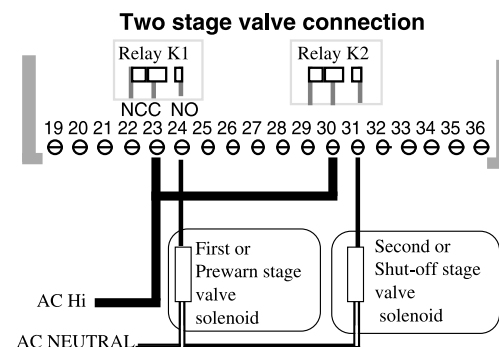 Two stage valve connection
Relay K1 Relay K2
NCC NO
19 20 21 22 23 24 25 26 27 28 29 30 31 32 33 34 35 36
First or
Prewarn stage
valve
solenoid
Second or
Shut-off stage
valve
solenoid
AC Hi
AC NEUTRAL